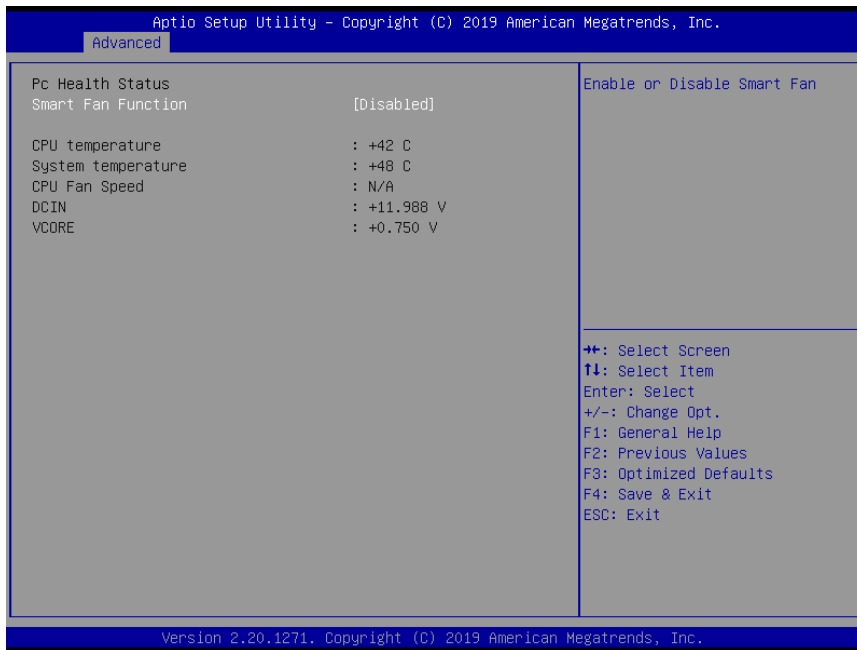 Aptio Setup Utility – Copyright (C) 2019 American Megatrends, Inc.
Advanced
Pc Health Status
Smart Fan Function [Disabled]
CPU temperature : +42 C
System temperature : +48 C
CPU Fan Speed : N/A
DCIN : +11.988 V
VCORE : +0.750 V
Enable or Disable Smart Fan
→←: Select Screen
↑↓: Select Item
Enter: Select
+/-: Change Opt.
F1: General Help
F2: Previous Values
F3: Optimized Defaults
F4: Save & Exit
ESC: Exit
Version 2.20.1271. Copyright (C) 2019 American Megatrends, Inc.